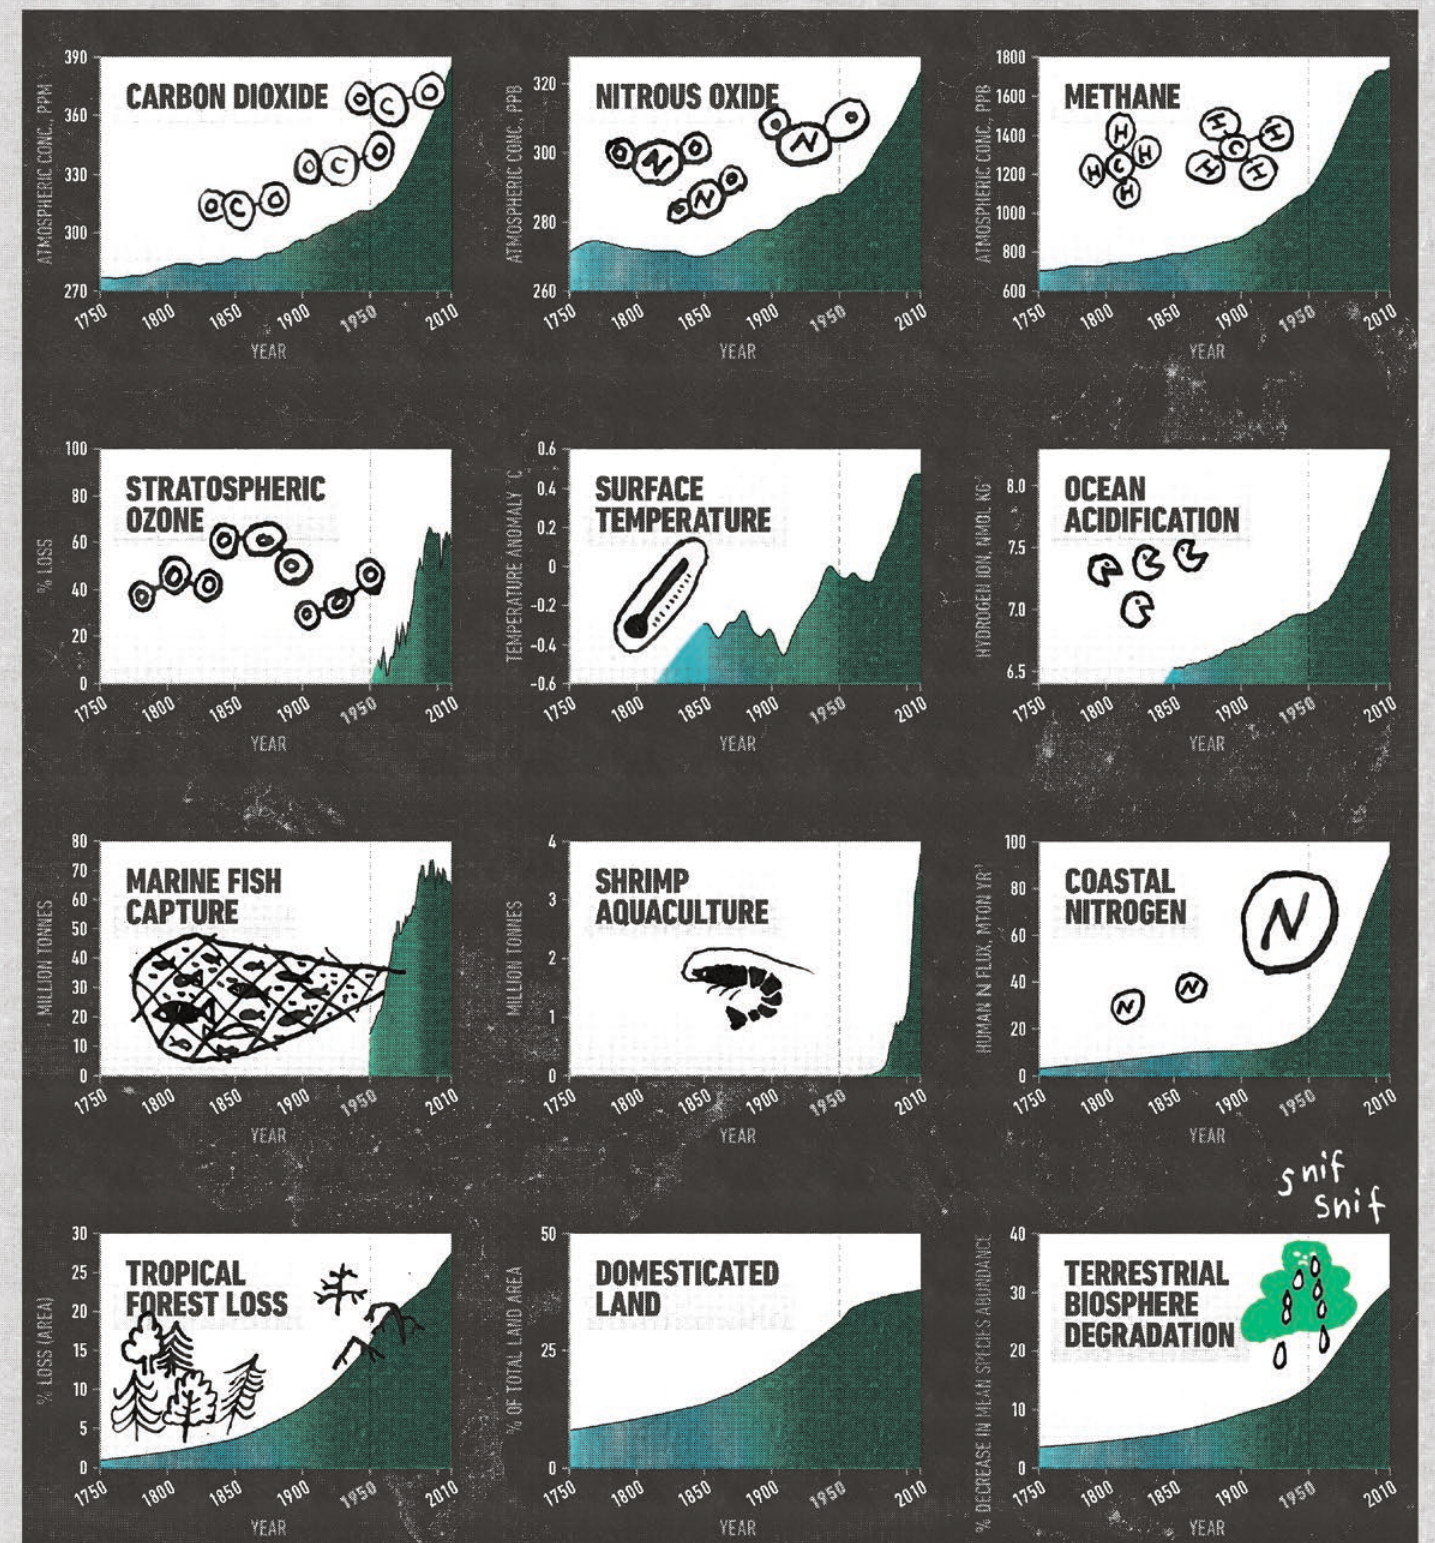 CARBON DIOXIDE
ATMOSPHERIC CONC., PPM
390
360
330
300
270
1750 1800 1850 1900 1950 2010
YEAR
O C O
O C O
O C O
NITROUS OXIDE
ATMOSPHERIC CONC., PPB
320
300
280
260
1750 1800 1850 1900 1950 2010
YEAR
N
N
N
METHANE
ATMOSPHERIC CONC., PPB
1800
1600
1400
1200
1000
800
600
1750 1800 1850 1900 1950 2010
YEAR
H
H C H
H
H H
C
H H
STRATOSPHERIC
OZONE
% LOSS
100
80
60
40
20
0
1750 1800 1850 1900 1950 2010
YEAR
SURFACE
TEMPERATURE
TEMPERATURE ANOMALY °C
0.6
0.4
0.2
0
-0.2
-0.4
-0.6
1750 1800 1850 1900 1950 2010
YEAR
OCEAN
ACIDIFICATION
HYDROGEN ION, NMOL KG
8.0
7.5
7.0
6.5
1750 1800 1850 1900 1950 2010
YEAR
MARINE FISH
CAPTURE
MILLION TONNES
80
70
60
50
40
30
20
10
0
1750 1800 1850 1900 1950 2010
YEAR
SHRIMP
AQUACULTURE
MILLION TONNES
4
3
2
1
0
1750 1800 1850 1900 1950 2010
YEAR
COASTAL
NITROGEN
HUMAN N FLUX, MTON YR
100
80
60
40
20
0
1750 1800 1850 1900 1950 2010
YEAR
N
N
N
TROPICAL
FOREST LOSS
% LOSS (AREA)
30
25
20
15
10
5
0
1750 1800 1850 1900 1950 2010
YEAR
DOMESTICATED
LAND
% OF TOTAL LAND AREA
50
25
0
1750 1800 1850 1900 1950 2010
YEAR
snif
snif
TERRESTRIAL
BIOSPHERE
DEGRADATION
% DECREASE IN MEAN SPECIES ABUNDANCE
40
30
20
10
0
1750 1800 1850 1900 1950 2010
YEAR